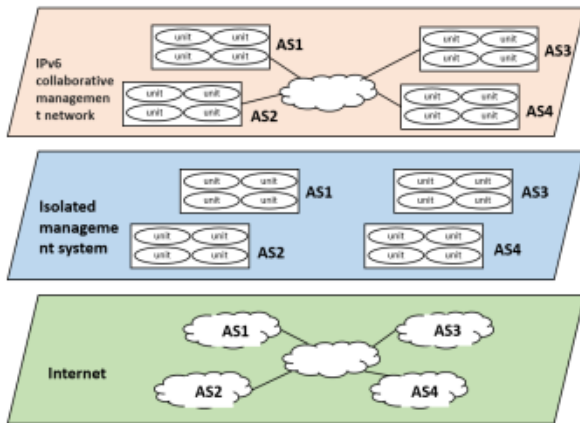 unit unit
unit unit
AS1
unit unit
unit unit
AS3
IPv6
collaborative
managemen
t network
unit unit
unit unit
AS2
unit unit
unit unit
AS4
unit unit
unit unit
AS1
unit unit
unit unit
AS3
Isolated
manageme
nt system
unit unit
unit unit
AS2
unit unit
unit unit
AS4
AS1
AS3
Internet
AS2
AS4